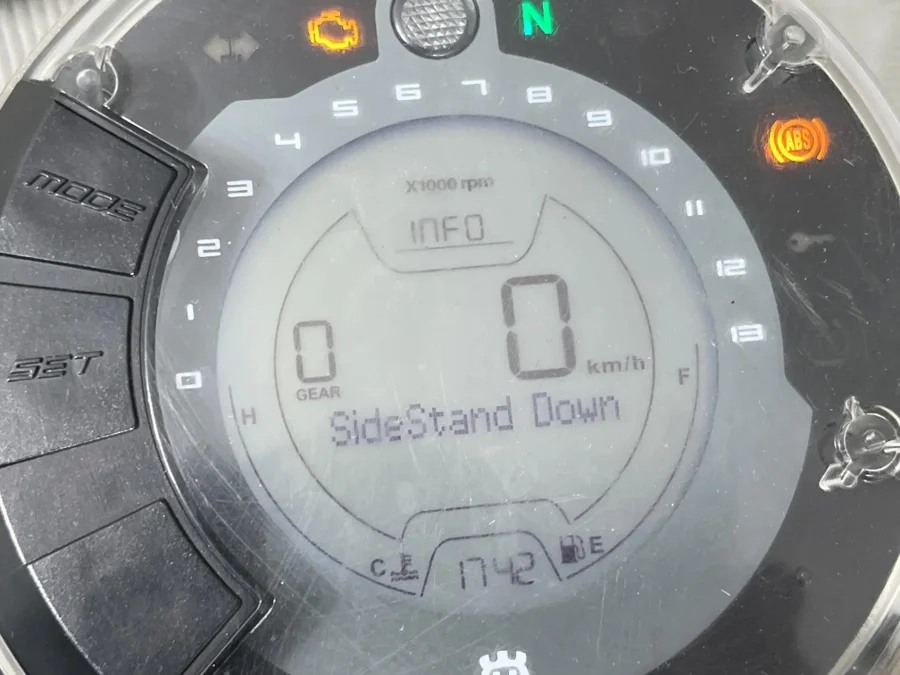 N
5 6 7 8
4 9
ABS
3 10
MODE
X1000 rpm
2 11
INFO
1 12
0 13
SET
0 km/h
GEAR
H F
SideStand Down
C E
1742